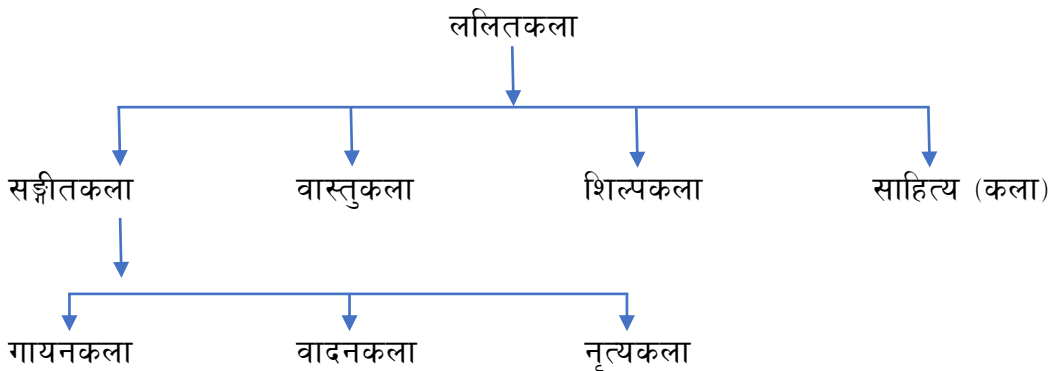 ललितकला
सङ्गीतकला वास्तुकला शिल्पकला साहित्य (कला)
गायनकला वादनकला नृत्यकला